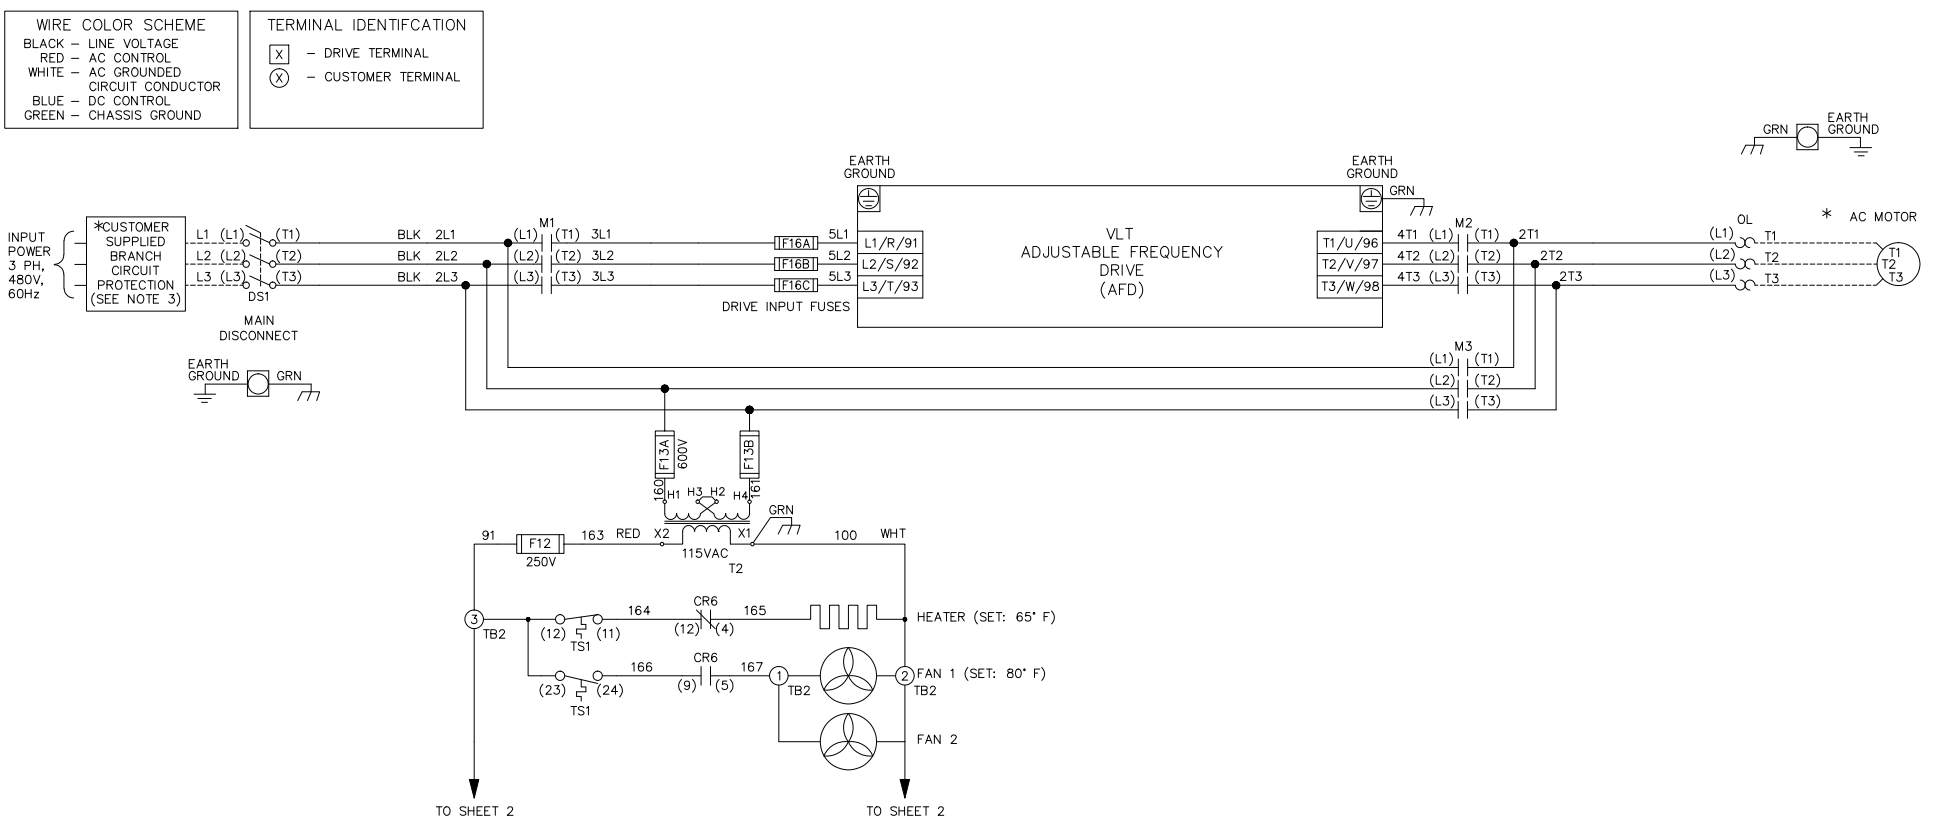 WIRE COLOR SCHEME
BLACK – LINE VOLTAGE
RED – AC CONTROL
WHITE – AC GROUNDED
CIRCUIT CONDUCTOR
BLUE – DC CONTROL
GREEN – CHASSIS GROUND
TERMINAL IDENTIFCATION
X – DRIVE TERMINAL
X – CUSTOMER TERMINAL
GRN
EARTH
GROUND
EARTH
GROUND
EARTH
GROUND
GRN
INPUT
POWER
3 PH,
480V,
60Hz
*CUSTOMER
SUPPLIED
BRANCH
CIRCUIT
PROTECTION
(SEE NOTE 3)
L1 (L1) (T1) BLK 2L1 (L1) M1 (T1) 3L1 F16A 5L1 L1/R/91
L2 (L2) (T2) BLK 2L2 (L2) (T2) 3L2 F16B 5L2 L2/S/92
L3 (L3) (T3) BLK 2L3 (L3) (T3) 3L3 F16C 5L3 L3/T/93
DS1
MAIN
DISCONNECT
DRIVE INPUT FUSES
VLT
ADJUSTABLE FREQUENCY
DRIVE
(AFD)
T1/U/96 4T1 (L1) M2 (T1) 2T1 (L1) OL T1
T2/V/97 4T2 (L2) (T2) 2T2 (L2) T2
T3/W/98 4T3 (L3) (T3) 2T3 (L3) T3
* AC MOTOR
T1
T2
T3
EARTH
GROUND
GRN
M3
(L1) (T1)
(L2) (T2)
(L3) (T3)
F13A
600V
F13B
160
161
H1 H3 H2 H4
GRN
91 F12 163 RED X2 X1 100 WHT
250V
115VAC
T2
3
TB2
(12) (11)
TS1
164
CR6
(12) (4)
165
HEATER (SET: 65° F)
(23) (24)
TS1
166
CR6
(9) (5)
167
1
TB2
2
TB2
FAN 1 (SET: 80° F)
FAN 2
TO SHEET 2
TO SHEET 2